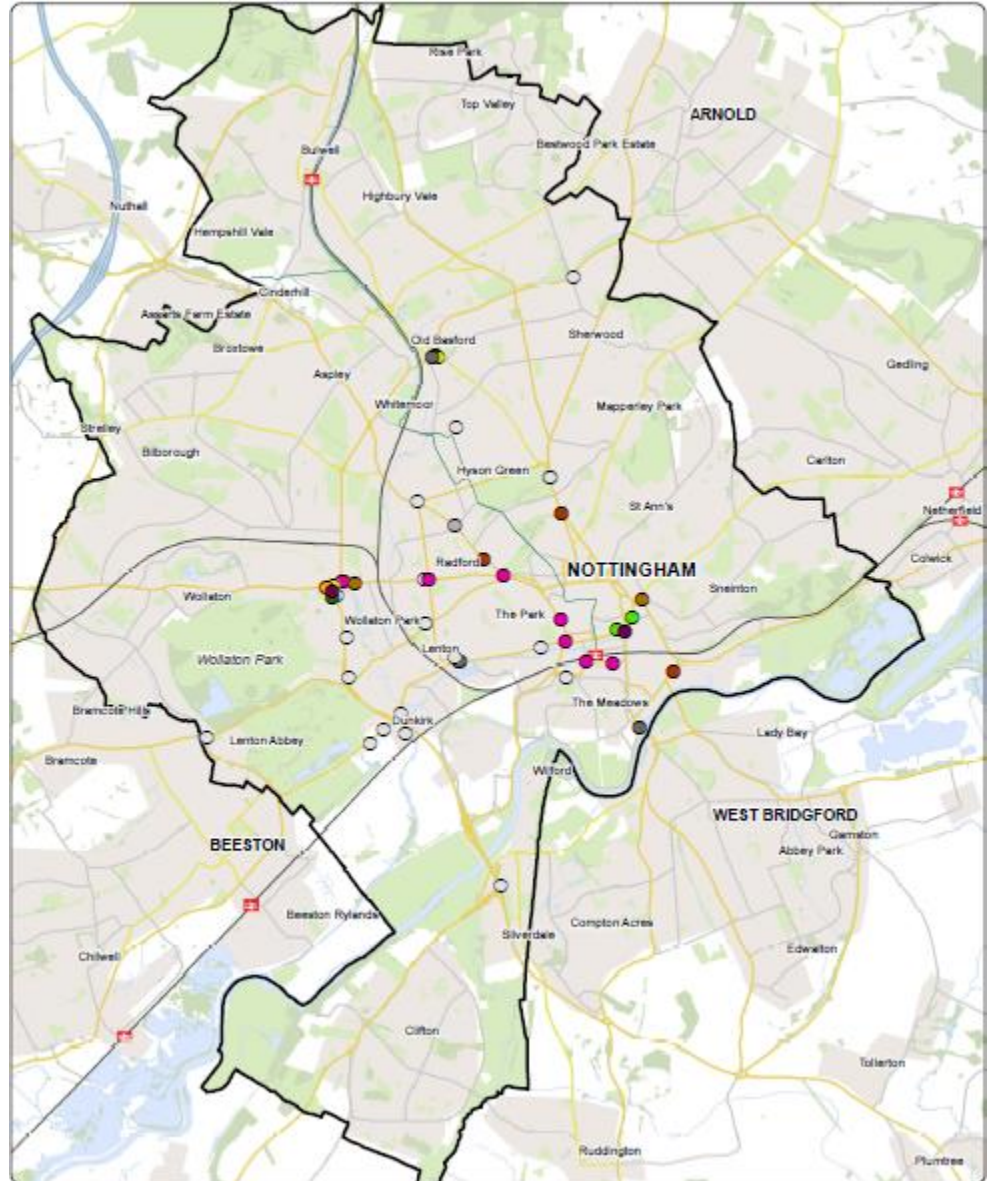 Rise Park
Top Valley
ARNOLD
Bestwood Park Estate
Bulwell
Highbury Vale
Nuthall
Hempshill Vale
Cinderhill
Assarts Farm Estate
Old Basford
Sherwood
Broxtowe
Gedling
Aspley
Whitemoor
Mapperley Park
Strelley
Bilborough
Carlton
Hyson Green
St Ann's
Netherfield
Colwick
Radford
NOTTINGHAM
Sneinton
Wollaton
The Park
Wollaton Park
Lenton
Wollaton Park
The Meadows
Bramcote Hills
Dunkirk
Lenton Abbey
Lady Bay
Bramcote
Wilford
WEST BRIDGFORD
Gamston
BEESTON
Abbey Park
Beeston Rylands
Compton Acres
Silverdale
Edwalton
Chilwell
Clifton
Tollerton
Ruddington
Plumtree